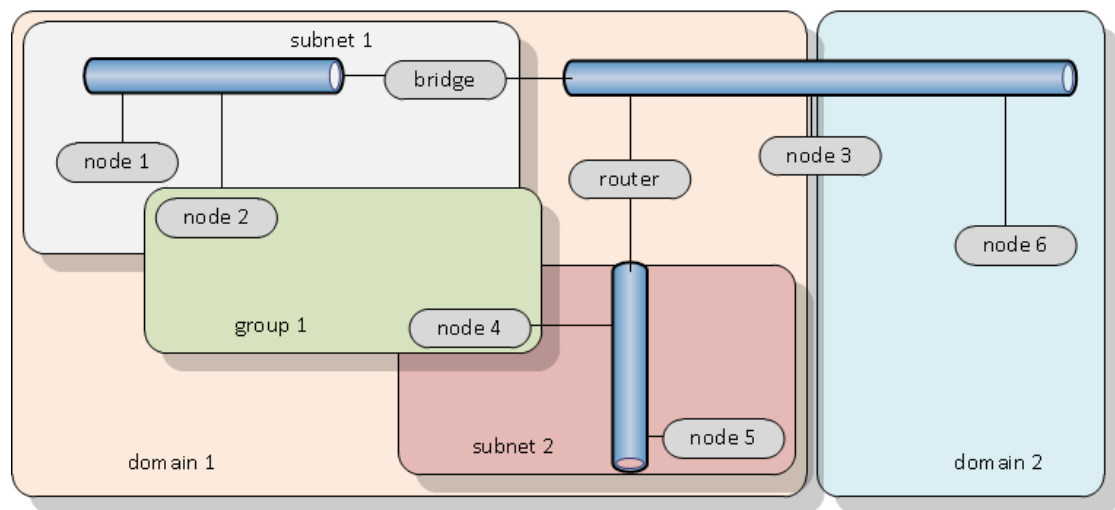 subnet 1
bridge
node 1
node 3
router
node 2
node 6
group 1
node 4
node 5
subnet 2
domain 1
domain 2